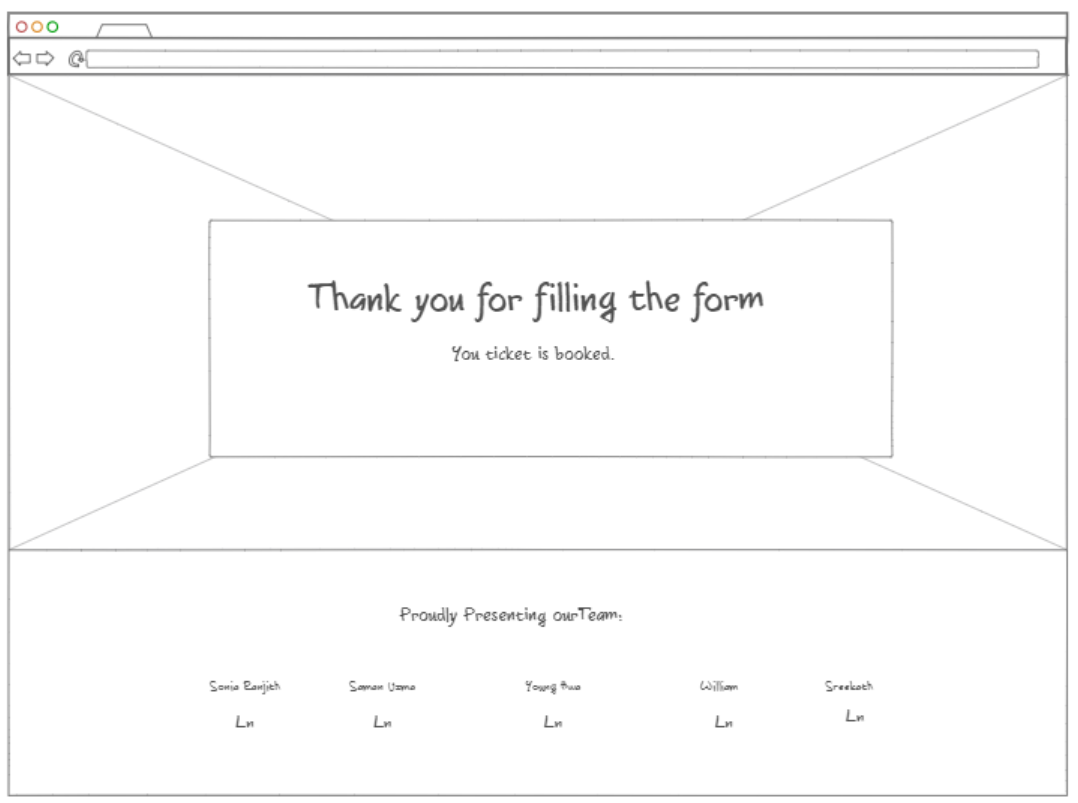 Thank you for filling the form
You ticket is booked.
Proudly Presenting ourTeam:
Sonia Ranjith Saman Uzma Young Hwa William Sreekath
Ln Ln Ln Ln Ln